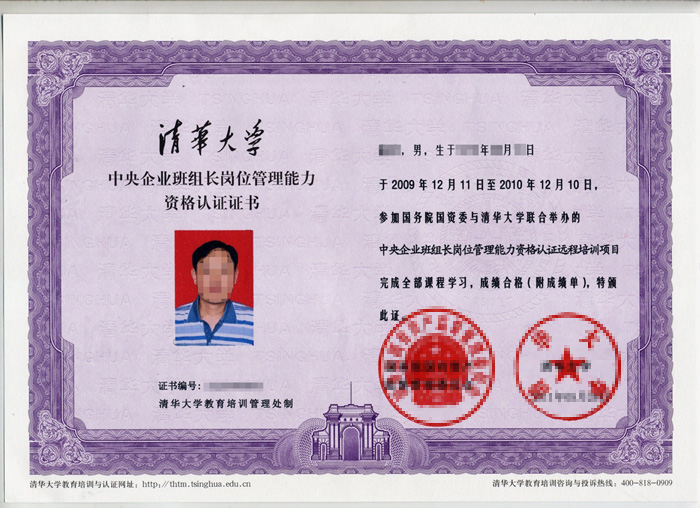 清華大学
中央企业班组长岗位管理能力
资格认证证书
证书编号:
清华大学教育培训管理处制
，男，生于 年 月 日
于 2009 年 12 月 11 日至 2010 年 12 月 10 日，
参加国务院国资委与清华大学联合举办的
中央企业班组长岗位管理能力资格认证远程培训项目
完成全部课程学习，成绩合格（附成绩单），特颁
此证。
清华大学教育培训与认证网址：http://thtm.tsinghua.edu.cn
清华大学教育培训咨询与投诉热线：400-818-0909